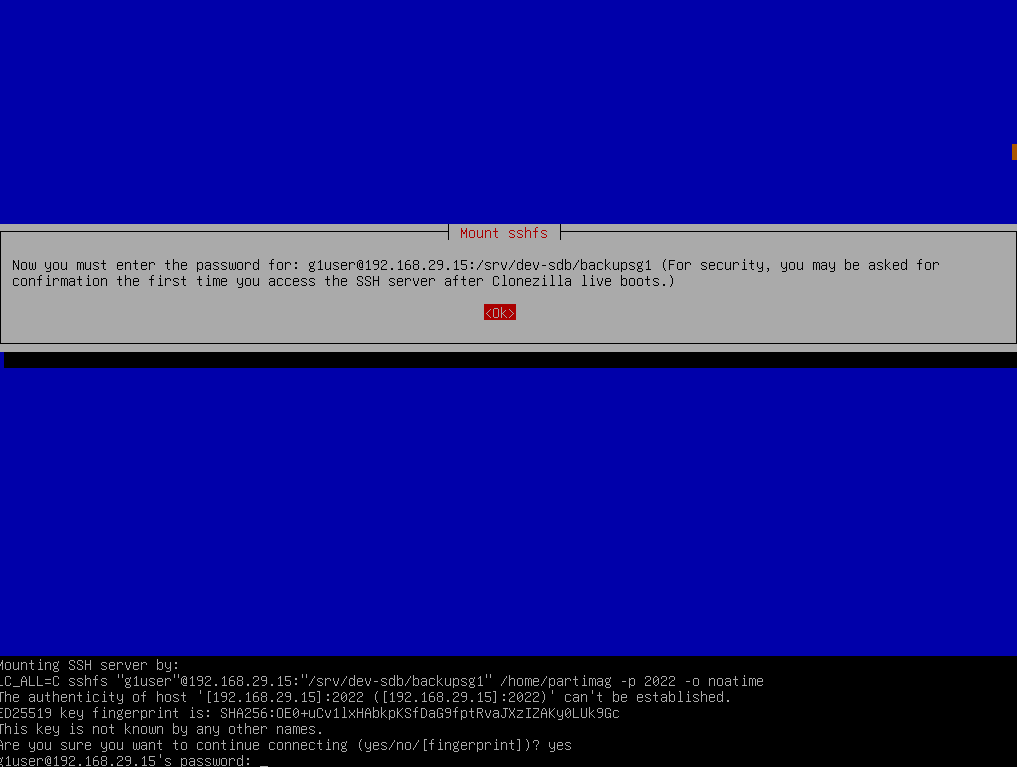 Mount sshfs
Now you must enter the password for: g1user@192.168.29.15:/srv/dev-sdb/backupsg1 (For security, you may be asked for
confirmation the first time you access the SSH server after Clonezilla live boots.)
<Ok>
Mounting SSH server by:
LC_ALL=C sshfs "g1user"@192.168.29.15:"/srv/dev-sdb/backupsg1" /home/partimag -p 2022 -o noatime
The authenticity of host '[192.168.29.15]:2022 ([192.168.29.15]:2022)' can't be established.
ED25519 key fingerprint is: SHA256:OE0+uCv1lxHAbkpKSfDaG9fptRvaJXzIZAKy0LUk9Gc
This key is not known by any other names.
Are you sure you want to continue connecting (yes/no/[fingerprint])? yes
g1user@192.168.29.15's password: _